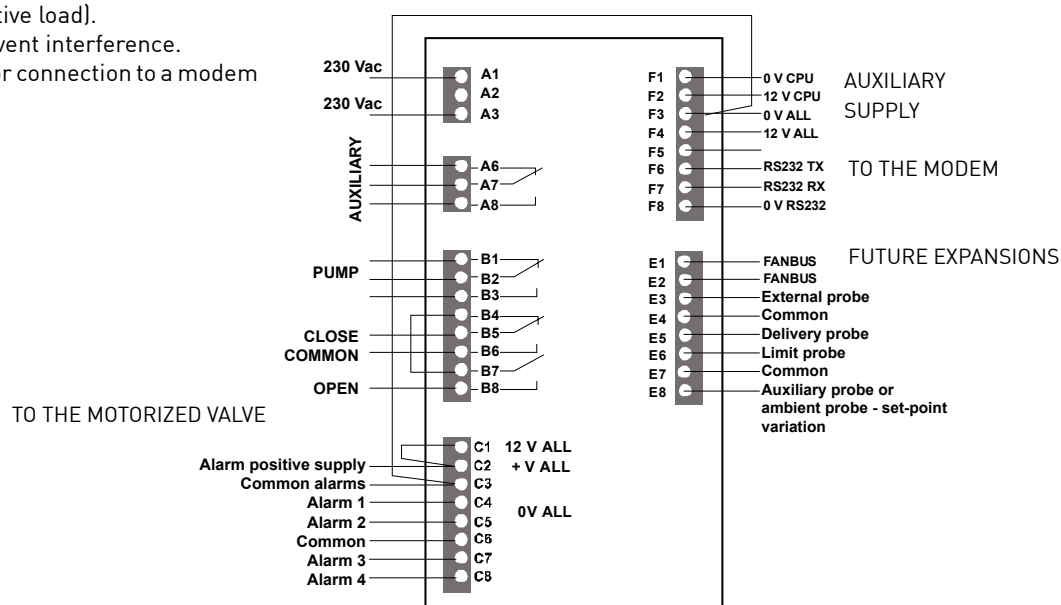 tive load).
vent interference.
or connection to a modem
230 Vac
230 Vac
AUXILIARY
PUMP
CLOSE
COMMON
OPEN
TO THE MOTORIZED VALVE
Alarm positive supply
Common alarms
Alarm 1
Alarm 2
Common
Alarm 3
Alarm 4
A1
A2
A3
A6
A7
A8
B1
B2
B3
B4
B5
B6
B7
B8
C1 12 V ALL
C2 + V ALL
C3
C4
0V ALL
C5
C6
C7
C8
F1 0 V CPU
F2 12 V CPU
F3 0 V ALL
F4 12 V ALL
F5
F6 RS232 TX
F7 RS232 RX
F8 0 V RS232
AUXILIARY
SUPPLY
TO THE MODEM
FUTURE EXPANSIONS
E1 FANBUS
E2 FANBUS
E3 External probe
E4 Common
E5 Delivery probe
E6 Limit probe
E7 Common
E8 Auxiliary probe or
ambient probe - set-point
variation